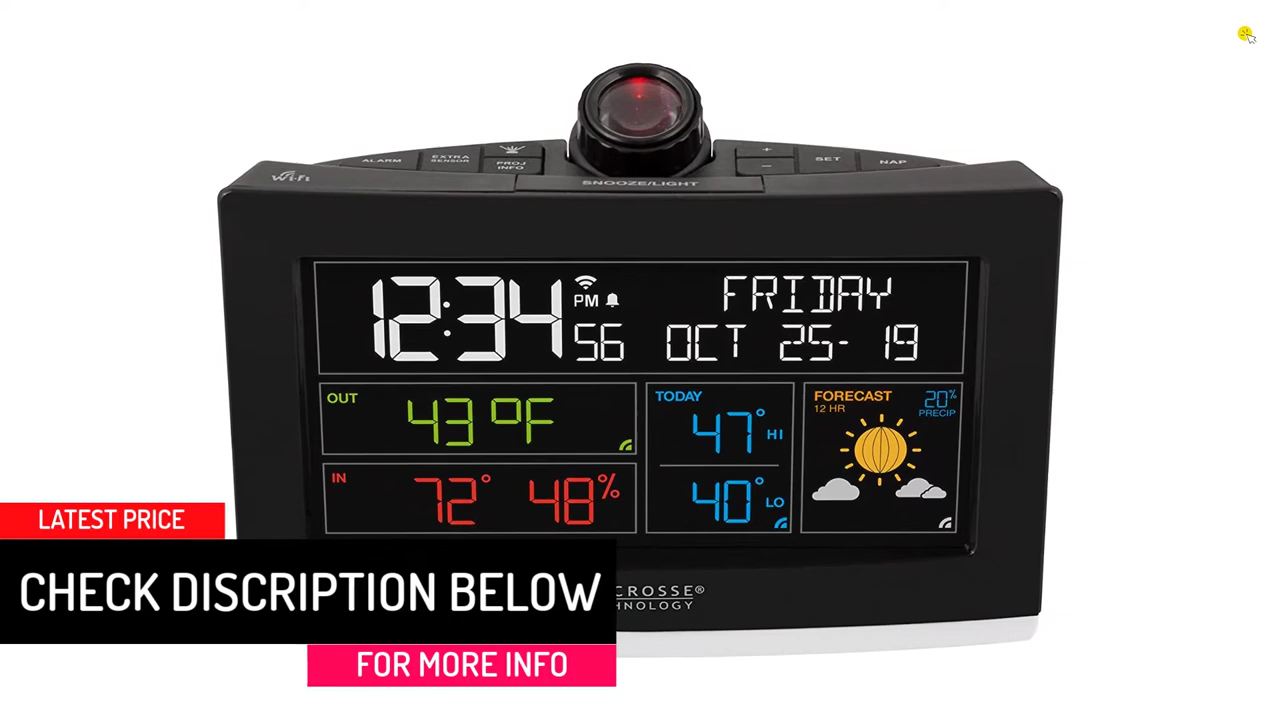 ALARM
EXTRA SENSOR
PROJ INFO
+
-
SET
NAP
Wi-Fi
SNOOZE/LIGHT
12:34 PM 56
FRIDAY
OCT 25-19
OUT
43°F
IN
72° 48%
TODAY
47° HI
40° LO
FORECAST
12 HR
20% PRECIP
LATEST PRICE
CHECK DISCRIPTION BELOW
FOR MORE INFO
CROSSE®
HNOLOGY